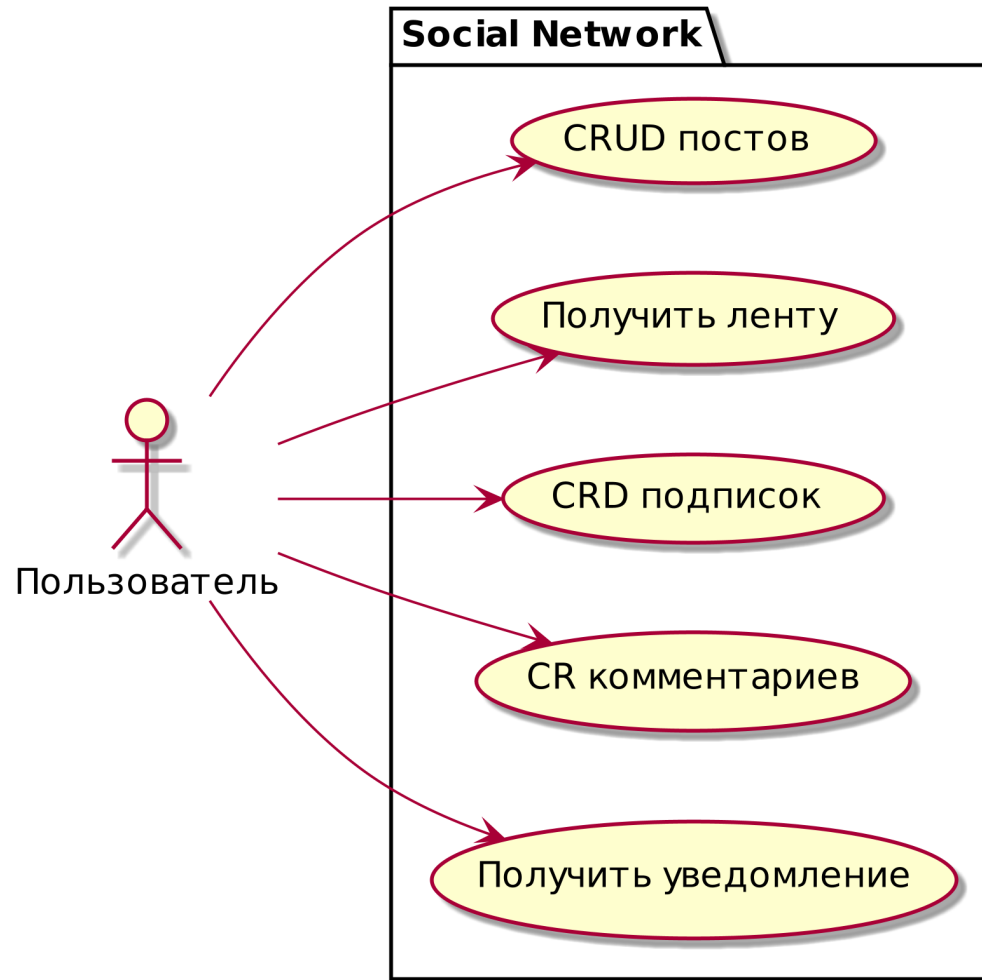 Social Network
CRUD постов
Получить ленту
CRD подписок
Пользователь
CR комментариев
Получить уведомление